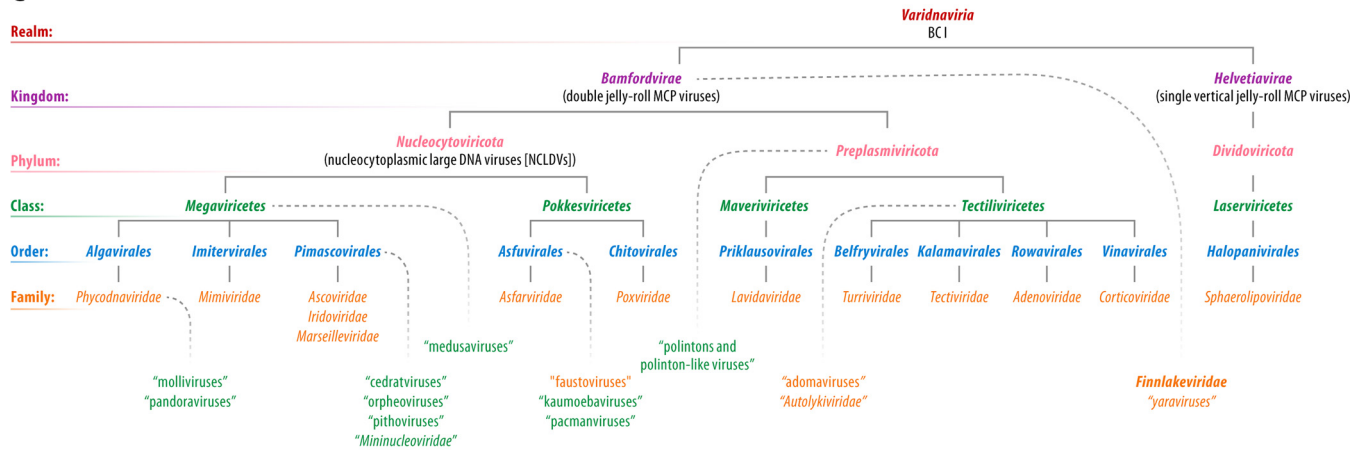 Varidnaviria
Realm:
BC I
Bamfordvirae
Helvetiavirae
Kingdom:
(double jelly-roll MCP viruses)
(single vertical jelly-roll MCP viruses)
Nucleocytoviricota
Phylum:
(nucleocytoplasmic large DNA viruses [NCLDVs])
Preplasmiviricota
Dividoviricota
Class:
Megaviricetes
Pokkesviricetes
Maveriviricetes
Tectiliviricetes
Laserviricetes
Order:
Algavirales
Imitervirales
Pimascovirales
Asfuvirales
Chitovirales
Priklausovirales
Belfryvirales
Kalamavirales
Rowavirales
Vinavirales
Halopanivirales
Family:
Phycodnaviridae
Mimiviridae
Ascoviridae
Iridoviridae
Marseilleviridae
Asfarviridae
Poxviridae
Lavidaviridae
Turriviridae
Tectiviridae
Adenoviridae
Corticoviridae
Sphaerolipoviridae
“medusaviruses”
“polintons and
polinton-like viruses”
“molliviruses”
“pandoraviruses”
“cedratviruses”
“orpheoviruses”
“pithoviruses”
“Mininucleoviridae”
"faustoviruses"
“kaumoebaviruses”
“pacmanviruses”
“adomaviruses”
“Autolykiviridae”
Finnlakeviridae
“yaraviruses”